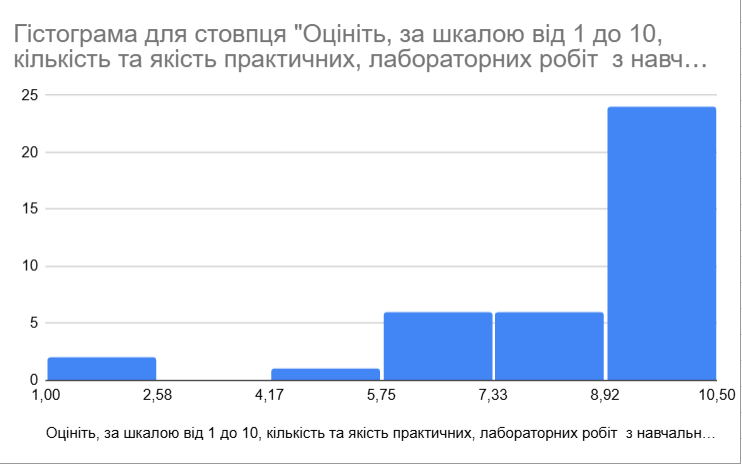 Гістограма для стовпця "Оцініть, за шкалою від 1 до 10,
кількість та якість практичних, лабораторних робіт з навч…
25
20
15
10
5
0
1,00 2,58 4,17 5,75 7,33 8,92 10,50
Оцініть, за шкалою від 1 до 10, кількість та якість практичних, лабораторних робіт з навчальн…